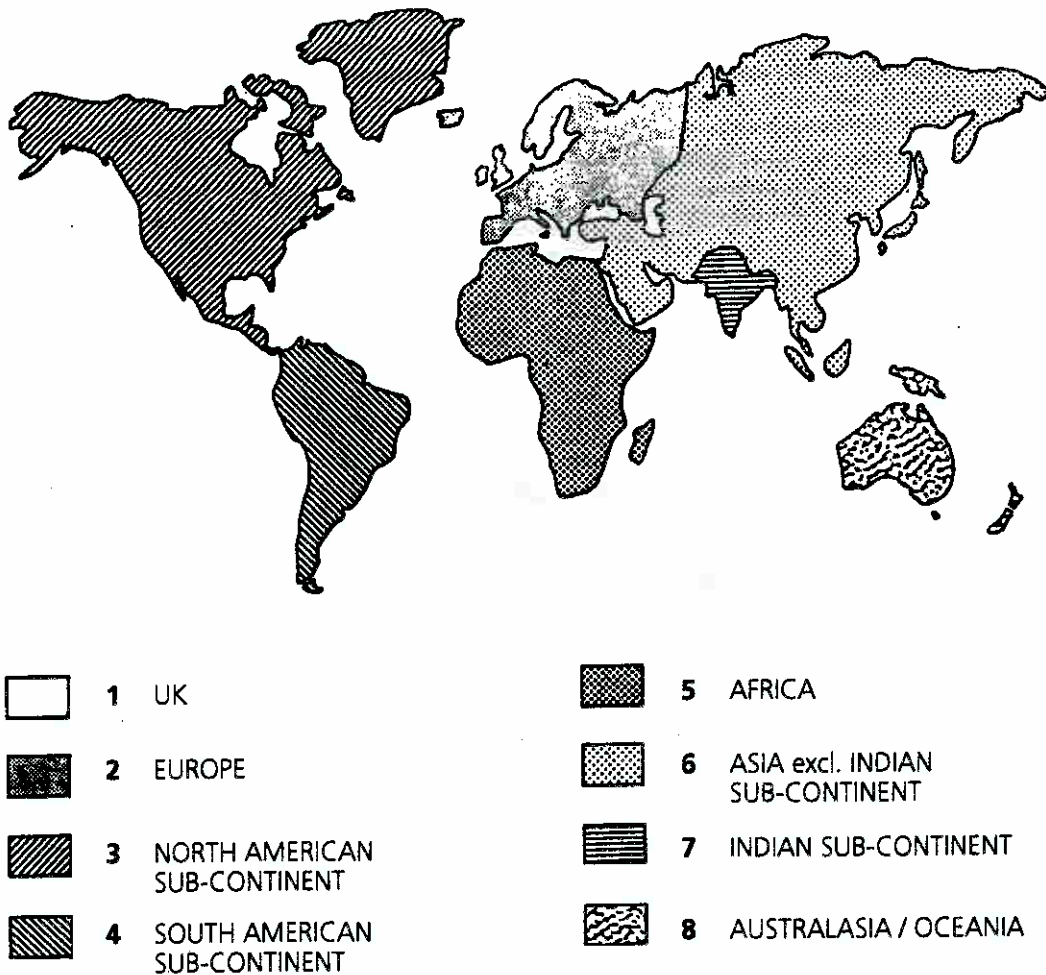 1 UK
2 EUROPE
3 NORTH AMERICAN
SUB-CONTINENT
4 SOUTH AMERICAN
SUB-CONTINENT
5 AFRICA
6 ASIA excl. INDIAN
SUB-CONTINENT
7 INDIAN SUB-CONTINENT
8 AUSTRALASIA / OCEANIA